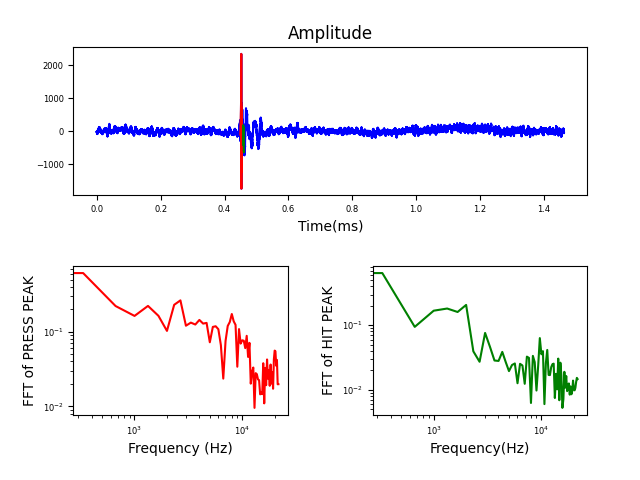 Amplitude
2000
1000
0
−1000
0.0 0.2 0.4 0.6 0.8 1.0 1.2 1.4
Time(ms)
FFT of PRESS PEAK
10⁻¹
10⁻²
10³ 10⁴
Frequency (Hz)
FFT of HIT PEAK
10⁻¹
10⁻²
10³ 10⁴
Frequency(Hz)